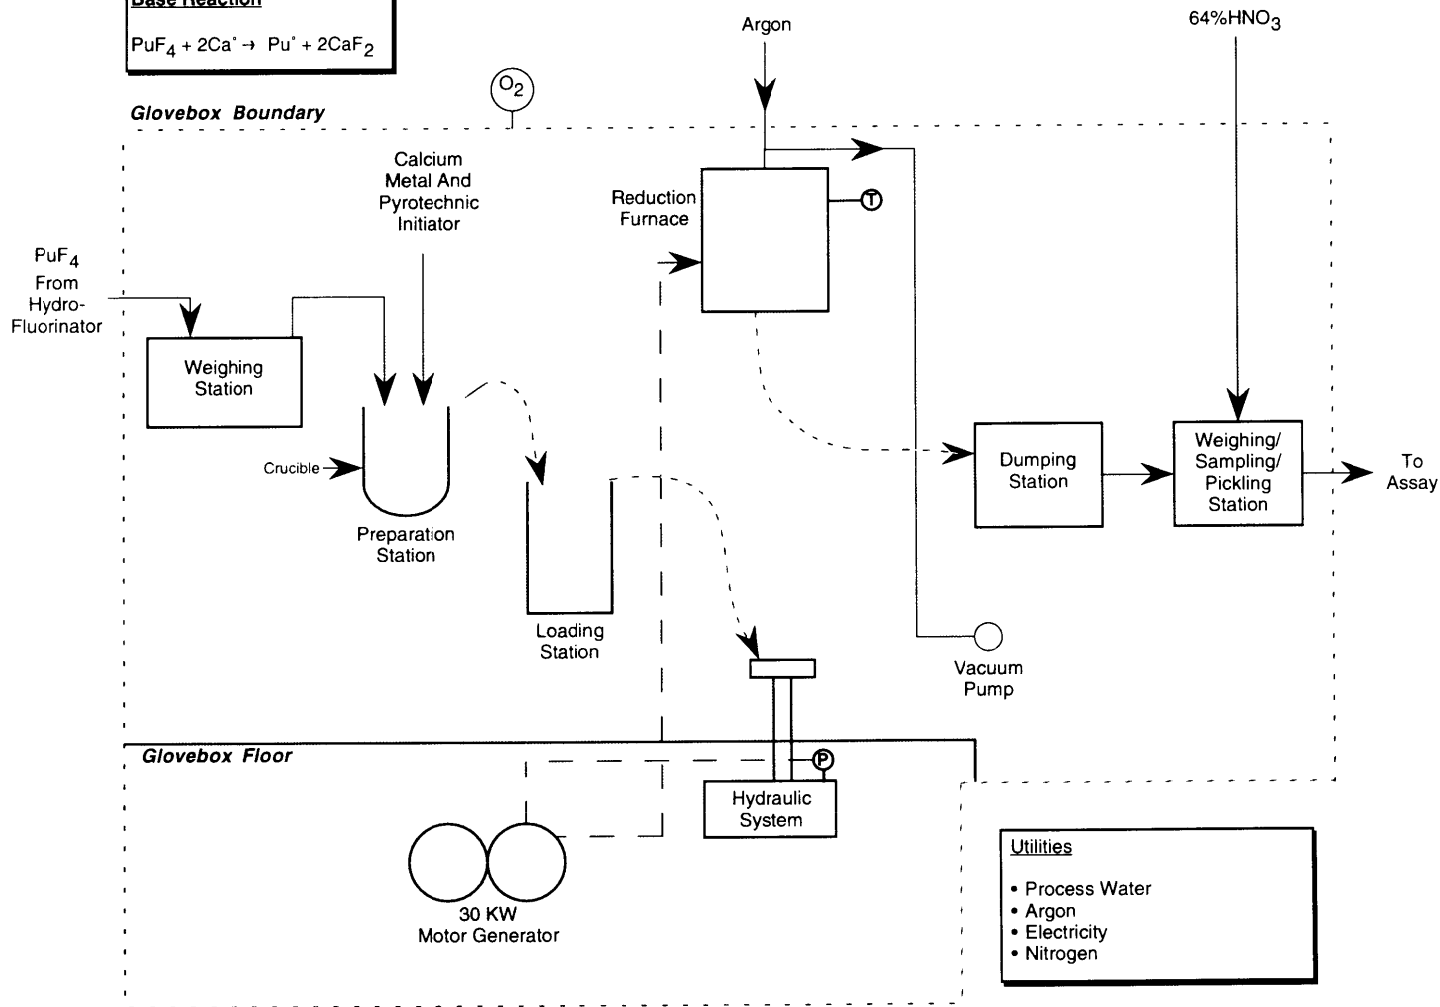 Base Reaction
PuF4 + 2Ca° → Pu° + 2CaF2
Argon
64%HNO3
O2
Glovebox Boundary
Calcium
Metal And
Pyrotechnic
Initiator
Reduction
Furnace
T
PuF4
From
Hydro-
Fluorinator
Weighing
Station
Crucible
Preparation
Station
Loading
Station
Dumping
Station
Weighing/
Sampling/
Pickling
Station
To
Assay
Vacuum
Pump
Glovebox Floor
P
Hydraulic
System
30 KW
Motor Generator
Utilities
• Process Water
• Argon
• Electricity
• Nitrogen